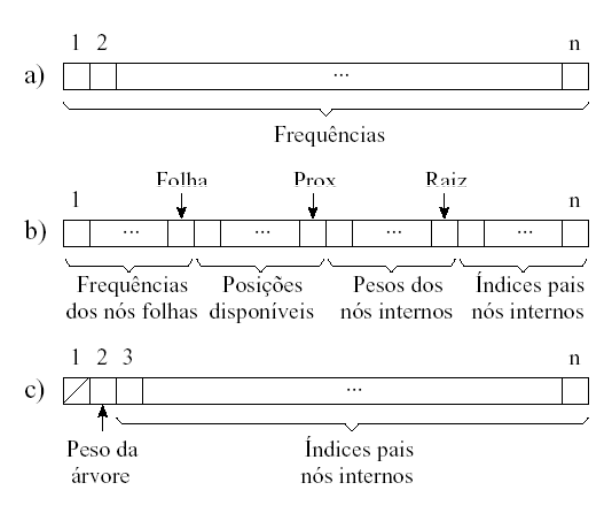 1 2 n
a) ...
Frequências
Folha Prox Raiz
1 n
b) ... ... ... ...
Frequências Posições Pesos dos Índices pais
dos nós folhas disponíveis nós internos nós internos
1 2 3 n
c) ...
Peso da Índices pais
árvore nós internos